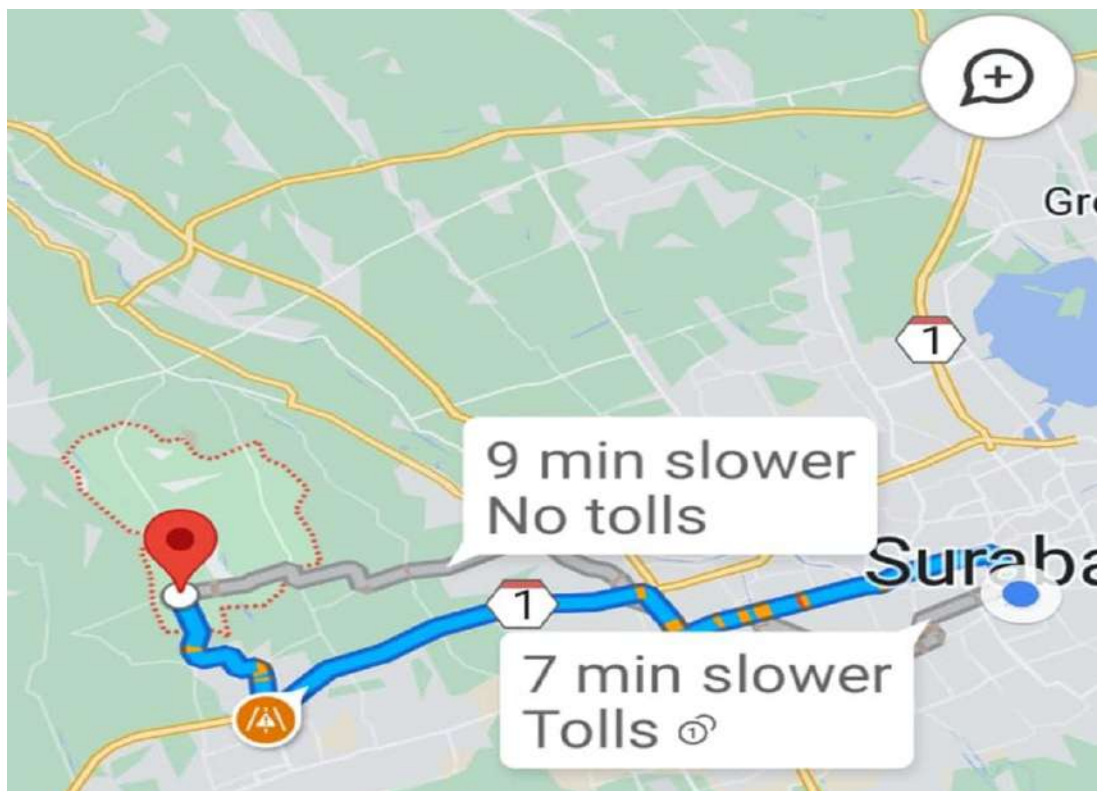 Gre
1
9 min slower
No tolls
Suraba
1
7 min slower
Tolls